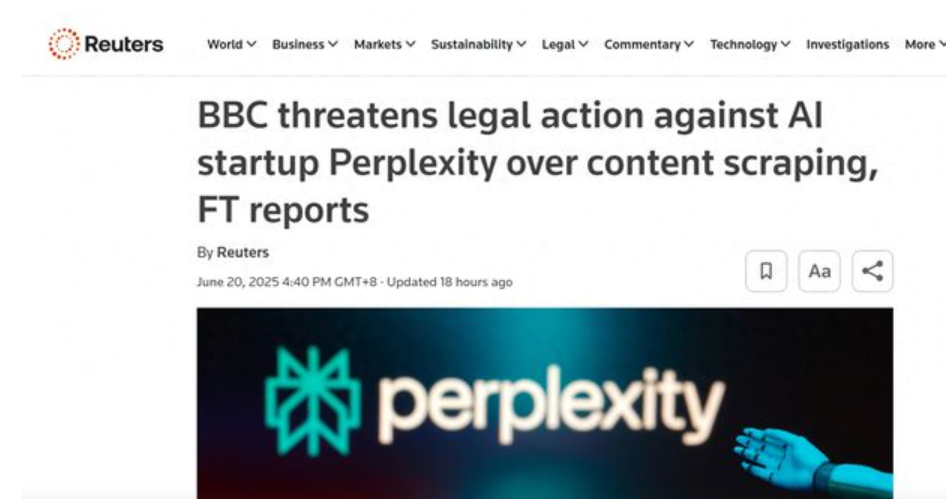 Reuters World Business Markets Sustainability Legal Commentary Technology Investigations More
BBC threatens legal action against AI
startup Perplexity over content scraping,
FT reports
By Reuters
June 20, 2025 4:40 PM GMT+8 · Updated 18 hours ago
Aa
perplexity